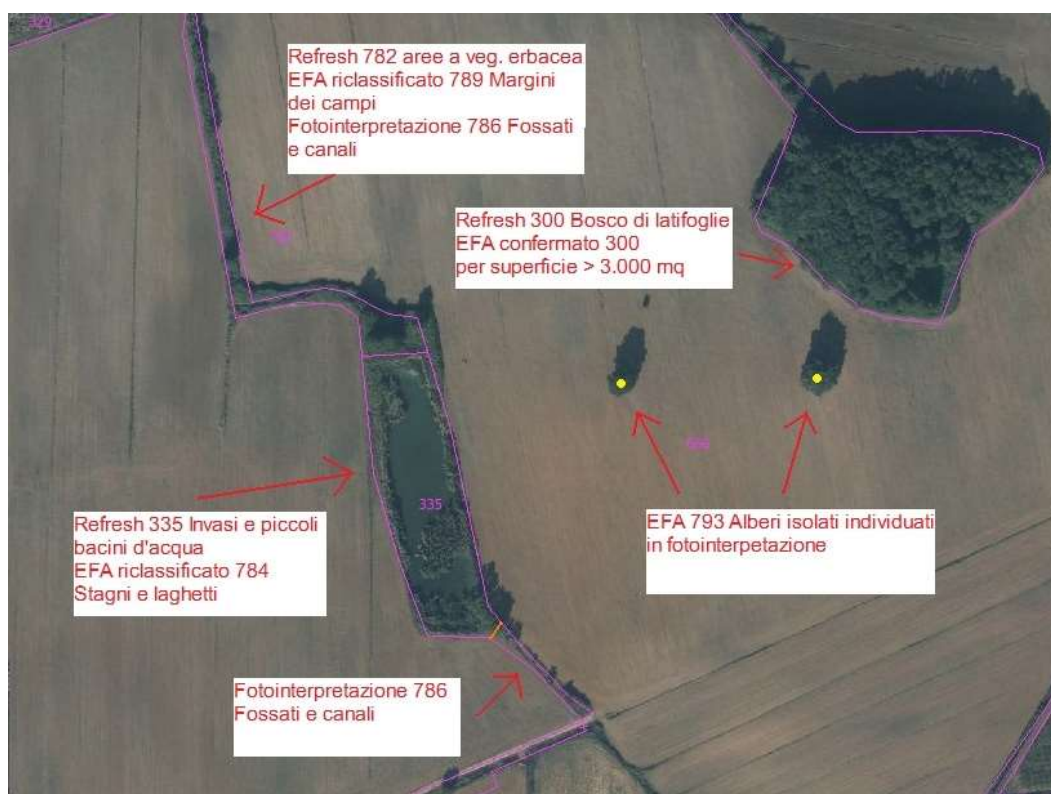 329
Refresh 782 aree a veg. erbacea
EFA riclassificato 789 Margini
dei campi
Fotointerpretazione 786 Fossati
e canali
Refresh 300 Bosco di latifoglie
EFA confermato 300
per superficie > 3.000 mq
335
Refresh 335 Invasi e piccoli
bacini d'acqua
EFA riclassificato 784
Stagni e laghetti
EFA 793 Alberi isolati individuati
in fotointerpetazione
Fotointerpretazione 786
Fossati e canali